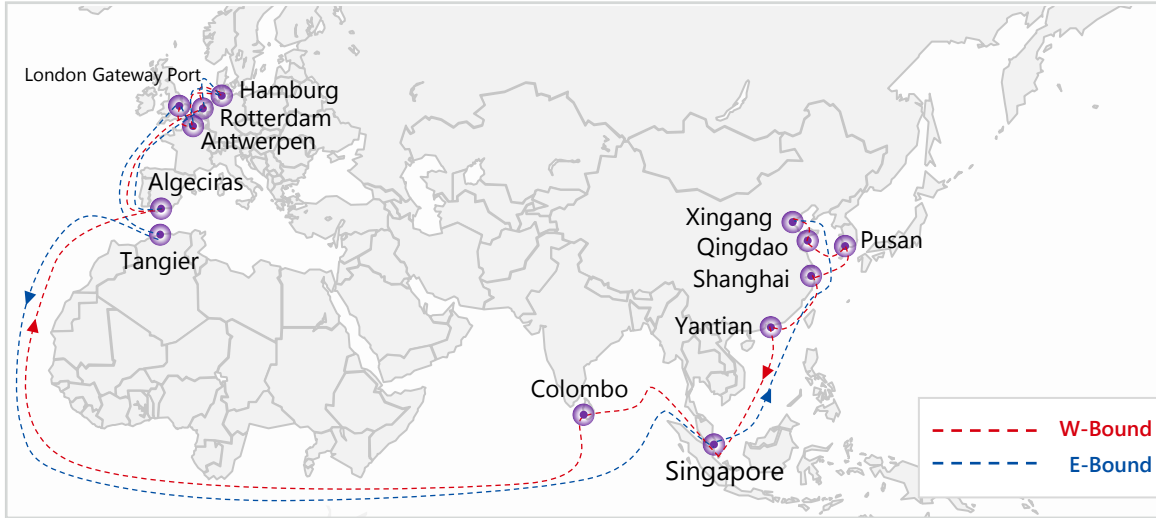 London Gateway Port
Hamburg
Rotterdam
Antwerpen
Algeciras
Tangier
Xingang
Qingdao
Pusan
Shanghai
Yantian
Colombo
Singapore
W-Bound
E-Bound